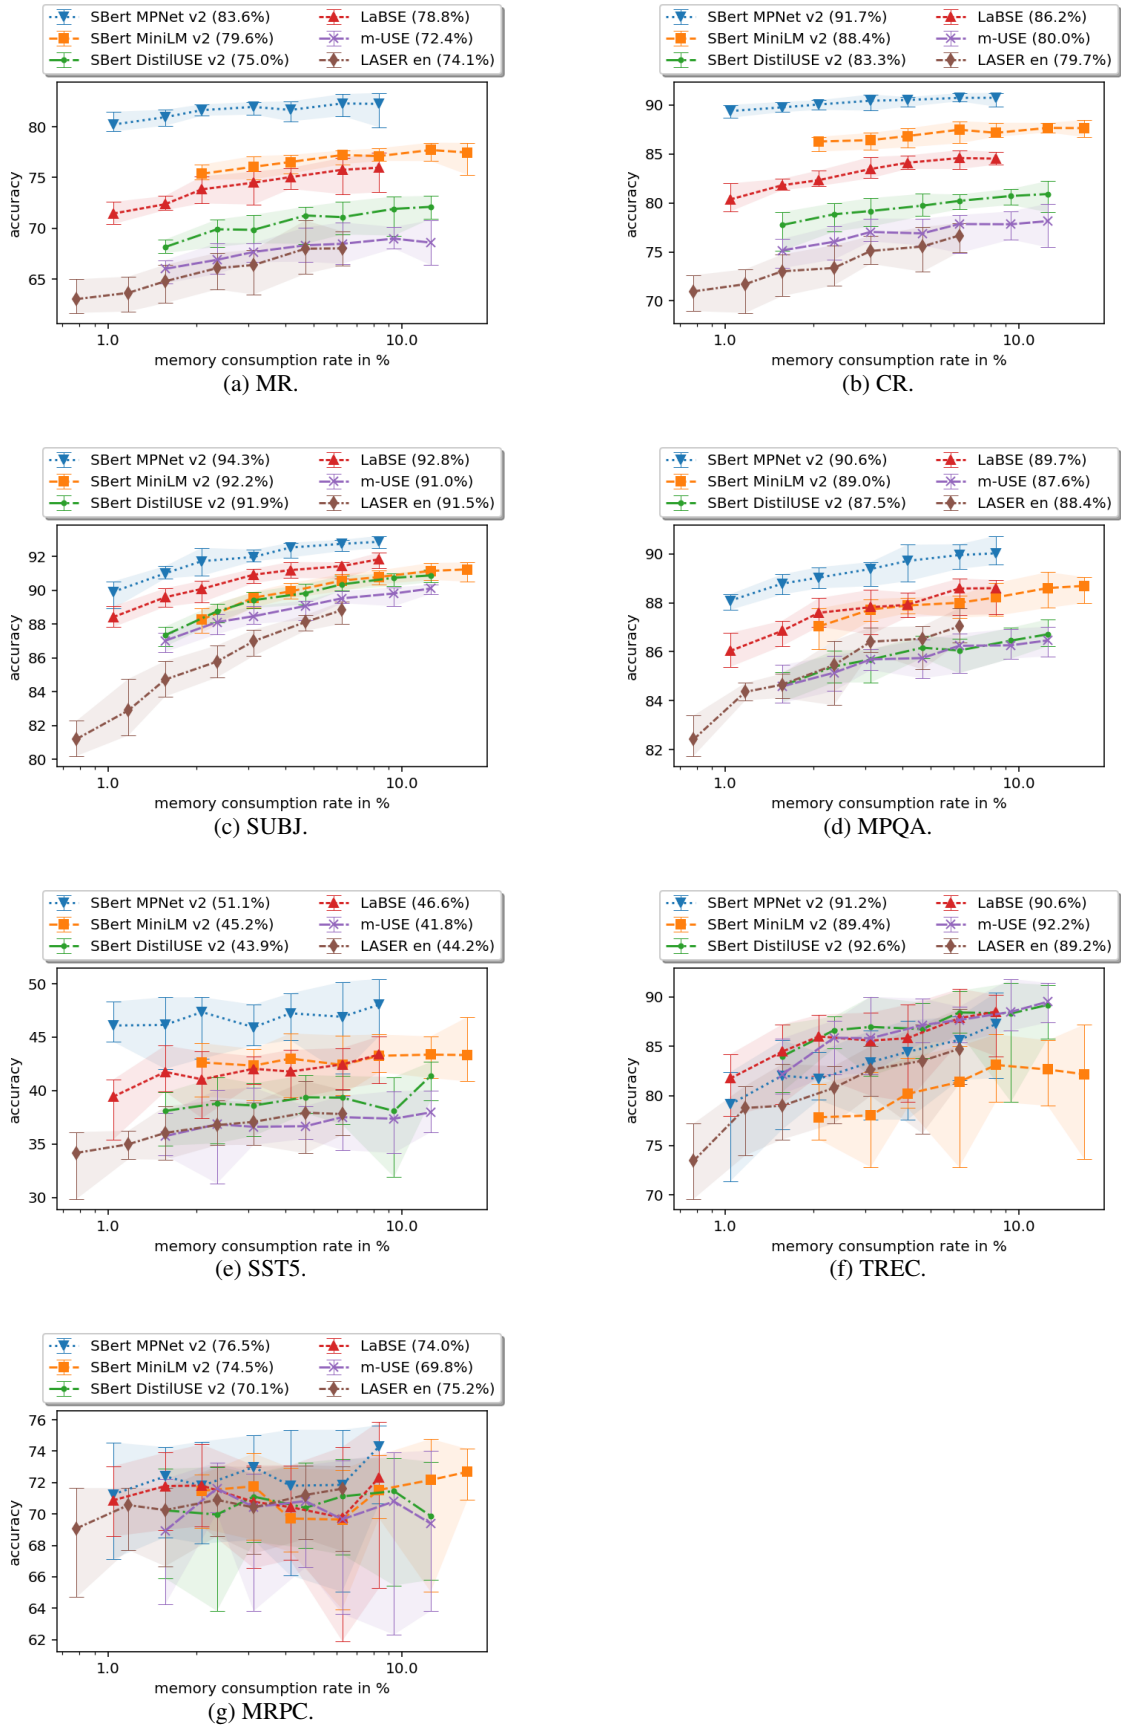 SBert MPNet v2 (83.6%) LaBSE (78.8%)
SBert MiniLM v2 (79.6%) m-USE (72.4%)
SBert DistilUSE v2 (75.0%) LASER en (74.1%)
accuracy
80
75
70
65
1.0 10.0
memory consumption rate in %
(a) MR.
SBert MPNet v2 (91.7%) LaBSE (86.2%)
SBert MiniLM v2 (88.4%) m-USE (80.0%)
SBert DistilUSE v2 (83.3%) LASER en (79.7%)
accuracy
90
85
80
75
70
1.0 10.0
memory consumption rate in %
(b) CR.
SBert MPNet v2 (94.3%) LaBSE (92.8%)
SBert MiniLM v2 (92.2%) m-USE (91.0%)
SBert DistilUSE v2 (91.9%) LASER en (91.5%)
accuracy
92
90
88
86
84
82
80
1.0 10.0
memory consumption rate in %
(c) SUBJ.
SBert MPNet v2 (90.6%) LaBSE (89.7%)
SBert MiniLM v2 (89.0%) m-USE (87.6%)
SBert DistilUSE v2 (87.5%) LASER en (88.4%)
accuracy
90
88
86
84
82
1.0 10.0
memory consumption rate in %
(d) MPQA.
SBert MPNet v2 (51.1%) LaBSE (46.6%)
SBert MiniLM v2 (45.2%) m-USE (41.8%)
SBert DistilUSE v2 (43.9%) LASER en (44.2%)
accuracy
50
45
40
35
30
1.0 10.0
memory consumption rate in %
(e) SST5.
SBert MPNet v2 (91.2%) LaBSE (90.6%)
SBert MiniLM v2 (89.4%) m-USE (92.2%)
SBert DistilUSE v2 (92.6%) LASER en (89.2%)
accuracy
90
85
80
75
70
1.0 10.0
memory consumption rate in %
(f) TREC.
SBert MPNet v2 (76.5%) LaBSE (74.0%)
SBert MiniLM v2 (74.5%) m-USE (69.8%)
SBert DistilUSE v2 (70.1%) LASER en (75.2%)
accuracy
76
74
72
70
68
66
64
62
1.0 10.0
memory consumption rate in %
(g) MRPC.